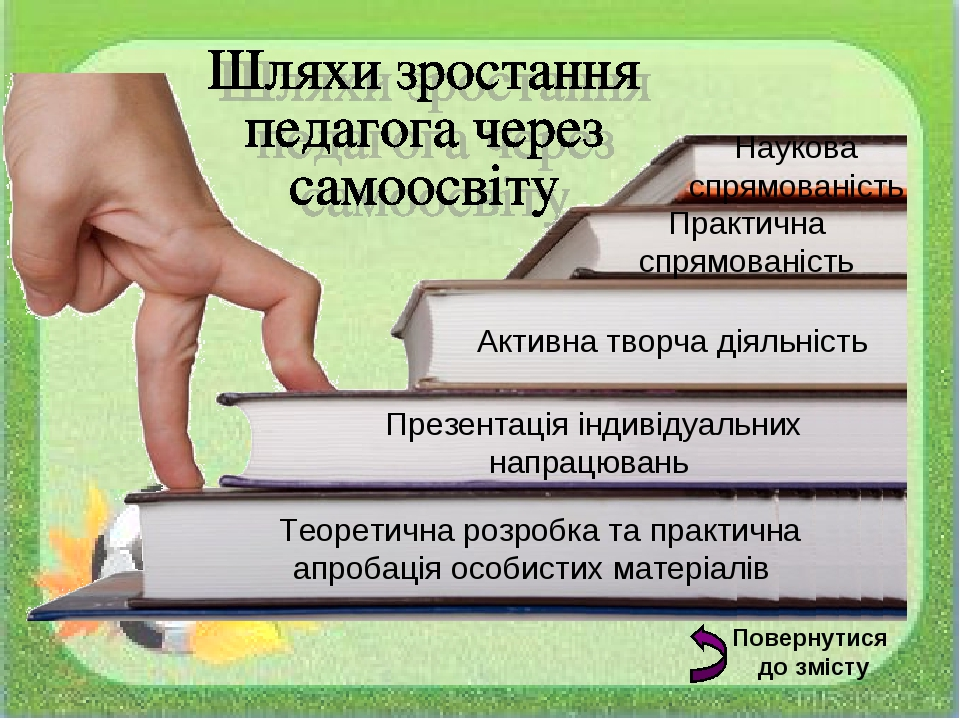 Шляхи зростання
педагога через
самоосвіту
Наукова
спрямованість
Практична
спрямованість
Активна творча діяльність
Презентація індивідуальних
напрацювань
Теоретична розробка та практична
апробація особистих матеріалів
Повернутися
до змісту